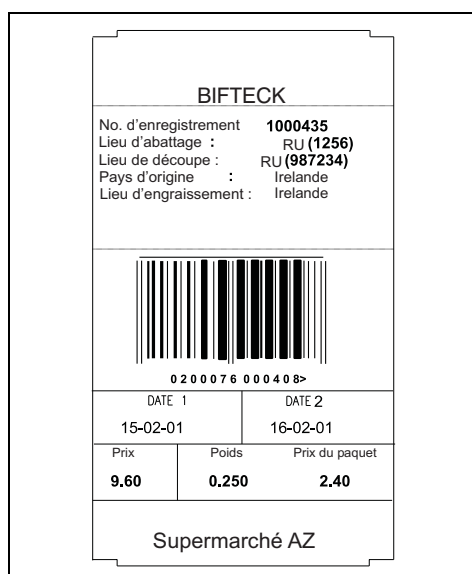 BIFTECK
No. d'enregistrement 1000435
Lieu d'abattage : RU (1256)
Lieu de découpe : RU (987234)
Pays d'origine : Irelande
Lieu d'engraissement : Irelande
0200076 000408>
DATE 1 DATE 2
15-02-01 16-02-01
Prix Poids Prix du paquet
9.60 0.250 2.40
Supermarché AZ